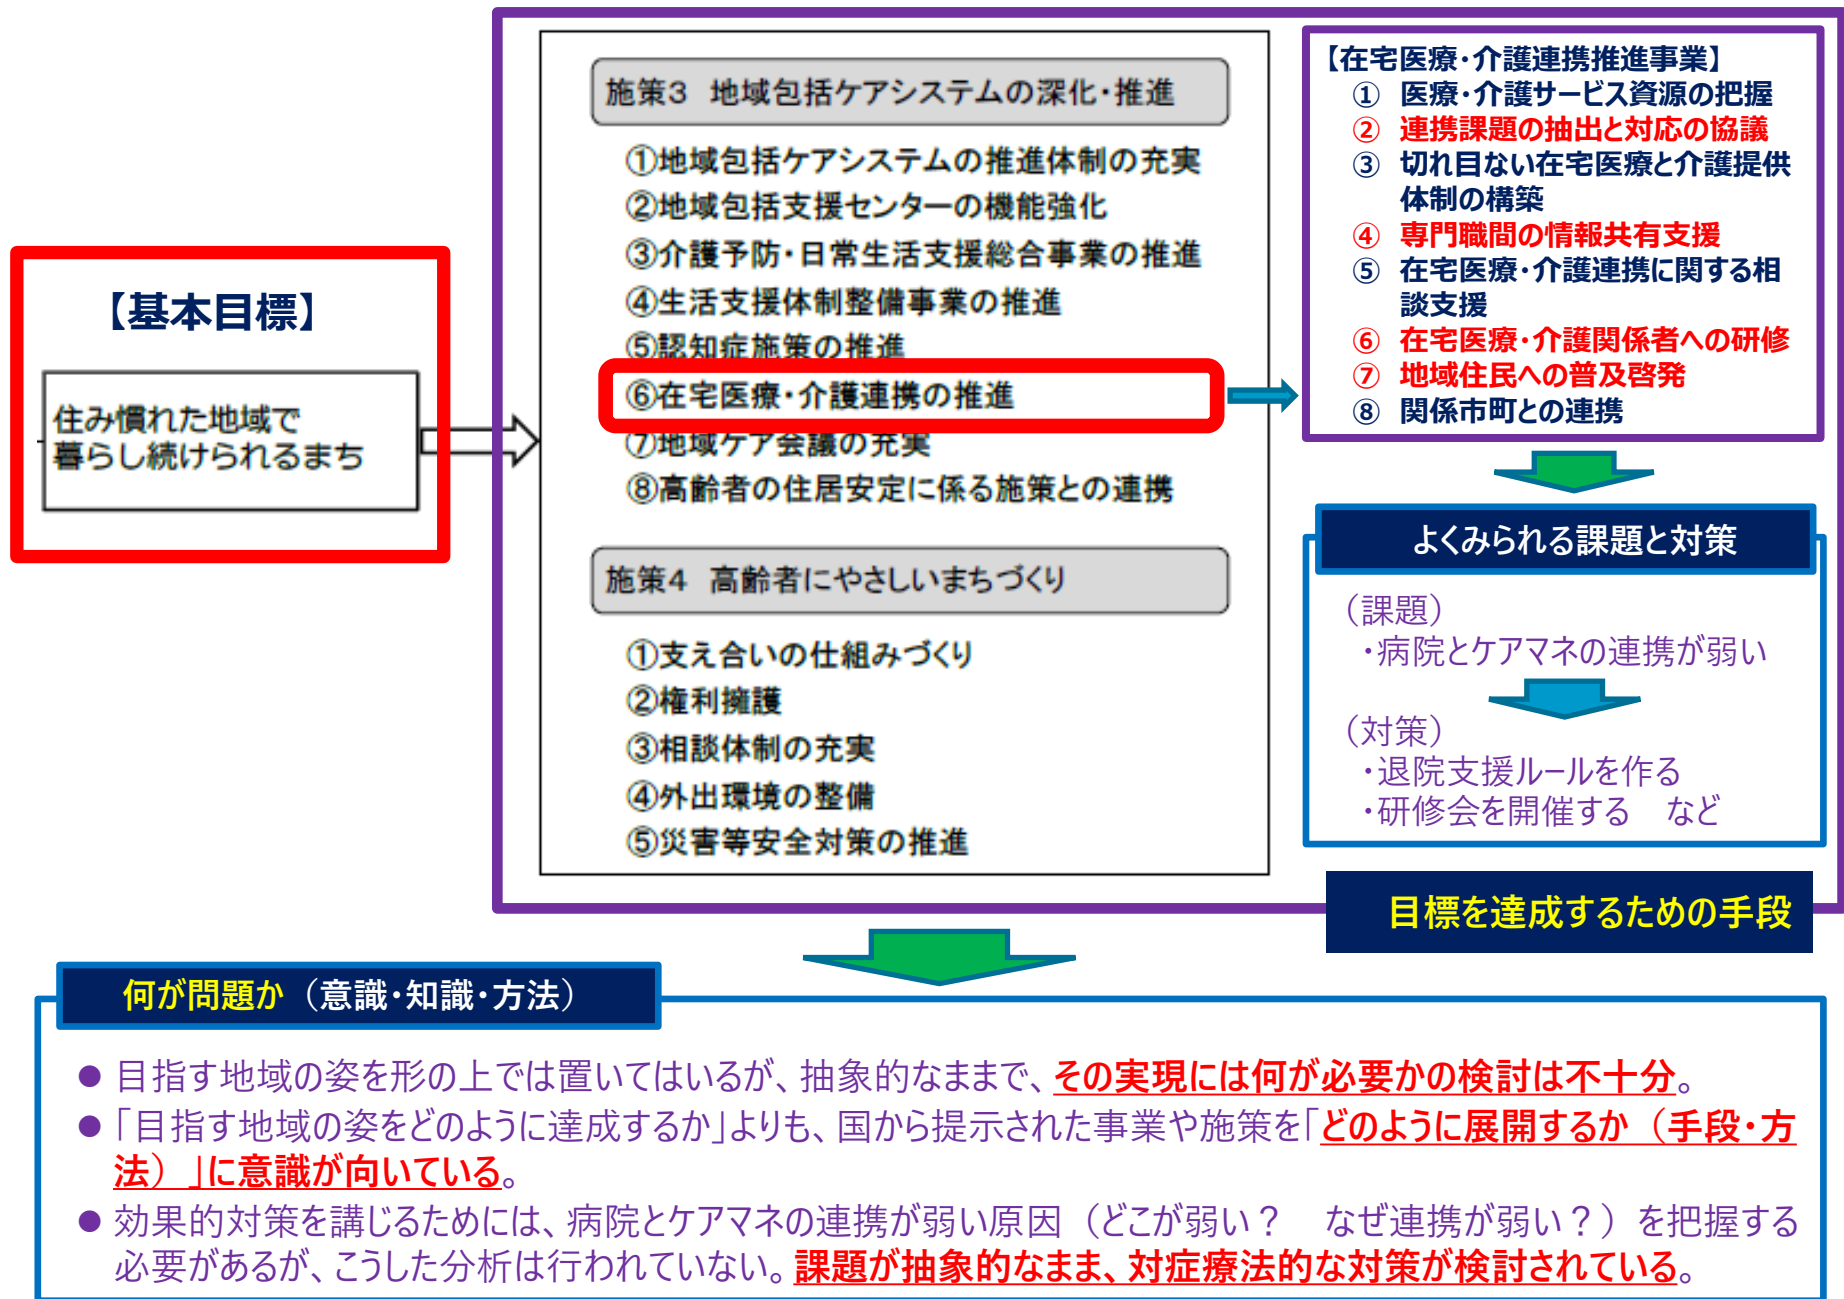 【基本目標】
住み慣れた地域で
暮らし続けられるまち
施策3 地域包括ケアシステムの深化・推進
①地域包括ケアシステムの推進体制の充実
②地域包括支援センターの機能強化
③介護予防・日常生活支援総合事業の推進
④生活支援体制整備事業の推進
⑤認知症施策の推進
⑥在宅医療・介護連携の推進
⑦地域ケア会議の充実
⑧高齢者の住居安定に係る施策との連携
施策4 高齢者にやさしいまちづくり
①支え合いの仕組みづくり
②権利擁護
③相談体制の充実
④外出環境の整備
⑤災害等安全対策の推進
【在宅医療・介護連携推進事業】
① 医療・介護サービス資源の把握
② 連携課題の抽出と対応の協議
③ 切れ目ない在宅医療と介護提供
体制の構築
④ 専門職間の情報共有支援
⑤ 在宅医療・介護連携に関する相
談支援
⑥ 在宅医療・介護関係者への研修
⑦ 地域住民への普及啓発
⑧ 関係市町との連携
よくみられる課題と対策
（課題）
・病院とケアマネの連携が弱い
（対策）
・退院支援ルールを作る
・研修会を開催する　など
目標を達成するための手段
何が問題か（意識・知識・方法）
● 目指す地域の姿を形の上では置いてはいるが、抽象的なままで、その実現には何が必要かの検討は不十分。
● 「目指す地域の姿をどのように達成するか」よりも、国から提示された事業や施策を「どのように展開するか（手段・方
法）」に意識が向いている。
● 効果的対策を講じるためには、病院とケアマネの連携が弱い原因（どこが弱い？　なぜ連携が弱い？）を把握する
必要があるが、こうした分析は行われていない。課題が抽象的なまま、対症療法的な対策が検討されている。